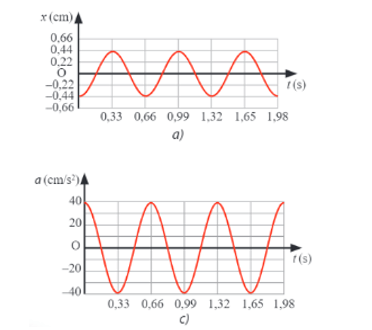 x (cm)
0,66
0,44
0,22
O
−0,22
−0,44
−0,66
t (s)
0,33 0,66 0,99 1,32 1,65 1,98
a)
a (cm/s²)
40
20
O
−20
−40
t (s)
0,33 0,66 0,99 1,32 1,65 1,98
c)